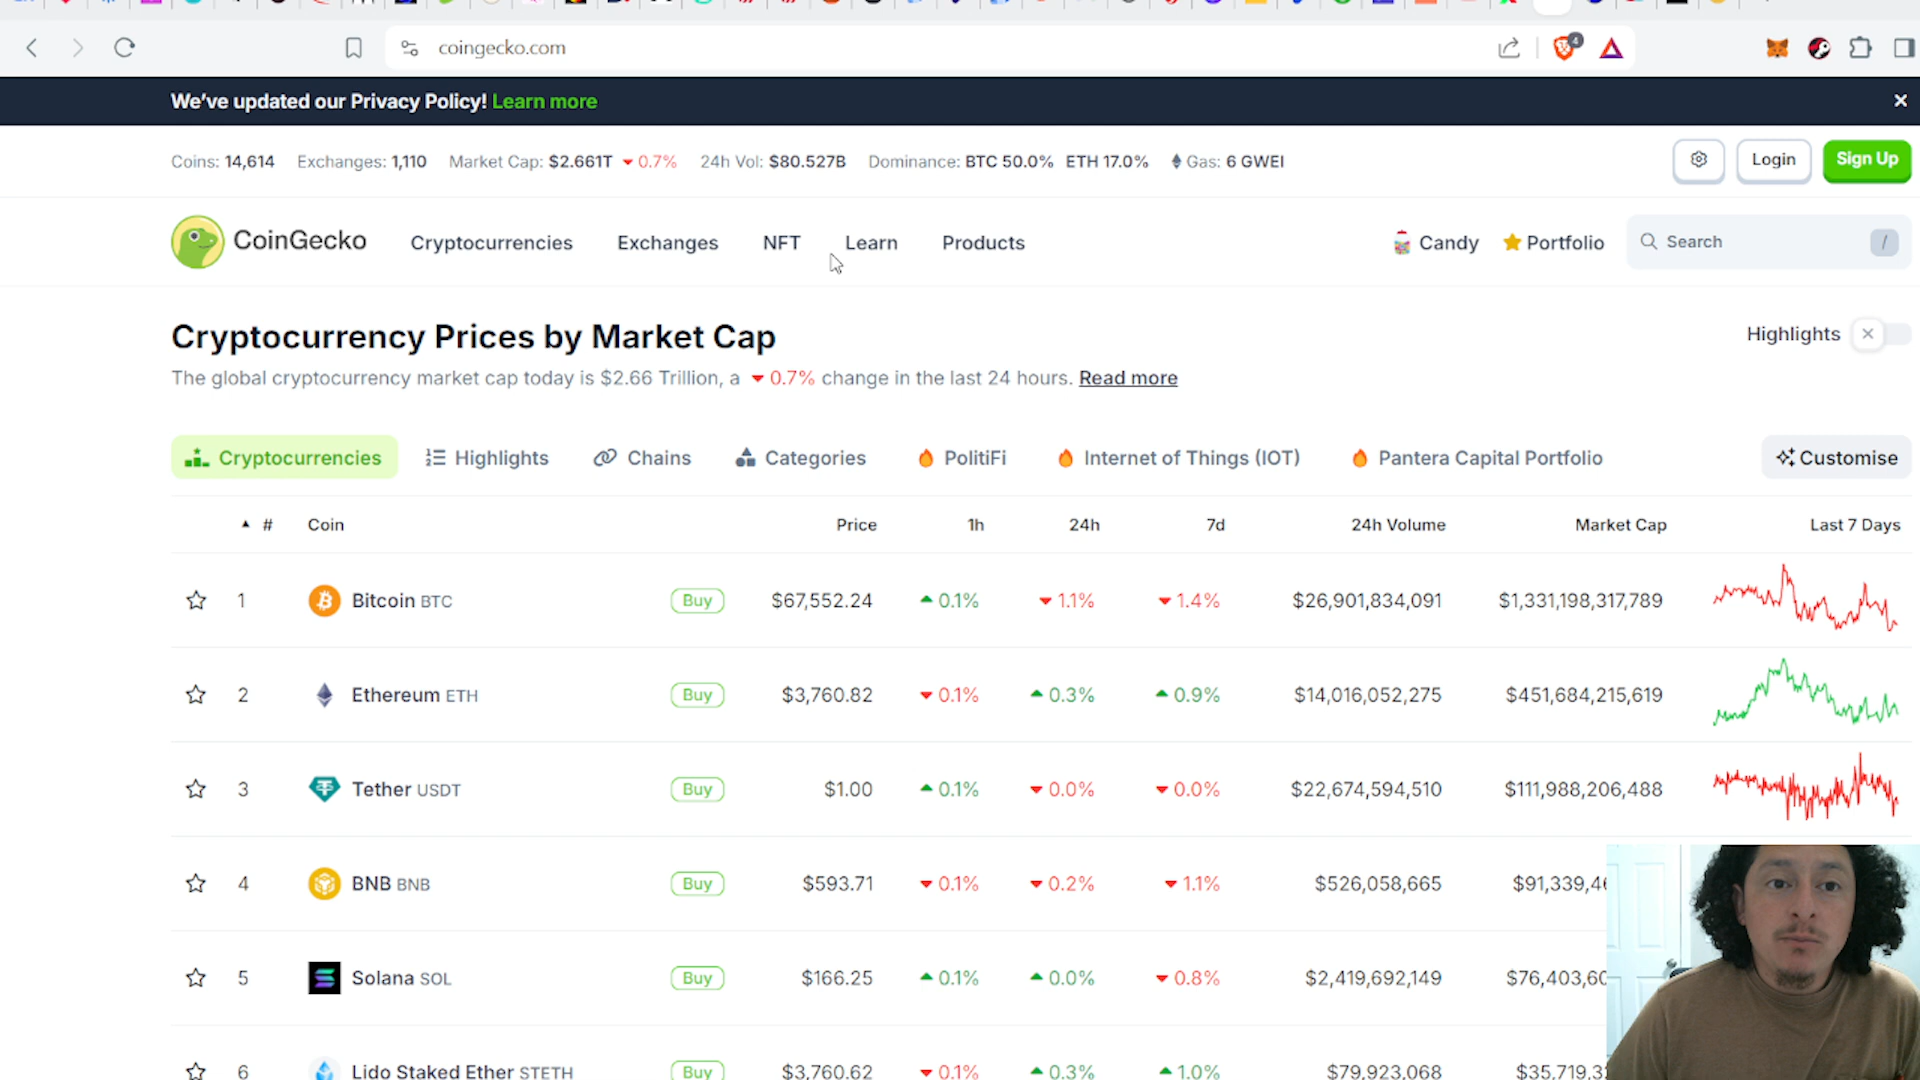 coingecko.com
4
We've updated our Privacy Policy! Learn more
Coins: 14,614 Exchanges: 1,110 Market Cap: $2.661T 0.7% 24h Vol: $80.527B Dominance: BTC 50.0% ETH 17.0% Gas: 6 GWEI
Login
Sign Up
CoinGecko
Cryptocurrencies Exchanges NFT Learn Products
Candy Portfolio Search /
Cryptocurrency Prices by Market Cap
Highlights
The global cryptocurrency market cap today is $2.66 Trillion, a 0.7% change in the last 24 hours. Read more
Cryptocurrencies Highlights Chains Categories PolitiFi Internet of Things (IOT) Pantera Capital Portfolio Customise
# Coin Price 1h 24h 7d 24h Volume Market Cap Last 7 Days
1 Bitcoin BTC Buy $67,552.24 0.1% 1.1% 1.4% $26,901,834,091 $1,331,198,317,789
2 Ethereum ETH Buy $3,760.82 0.1% 0.3% 0.9% $14,016,052,275 $451,684,215,619
3 Tether USDT Buy $1.00 0.1% 0.0% 0.0% $22,674,594,510 $111,988,206,488
4 BNB BNB Buy $593.71 0.1% 0.2% 1.1% $526,058,665
5 Solana SOL Buy $166.25 0.1% 0.0% 0.8% $2,419,692,149
6 Lido Staked Ether STETH Buy $3,760.62 0.1% 0.3% 1.0% $79,923,068